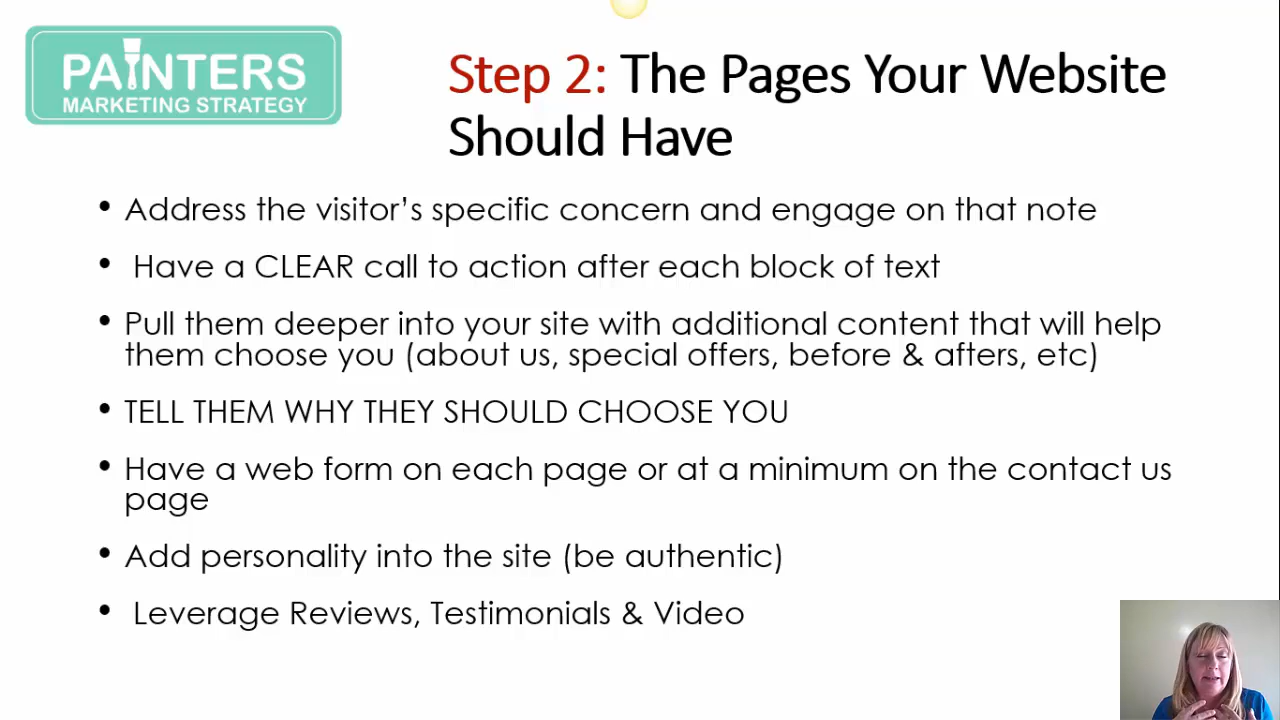 PAINTERS
MARKETING STRATEGY
Step 2: The Pages Your Website
Should Have
• Address the visitor’s specific concern and engage on that note
• Have a CLEAR call to action after each block of text
• Pull them deeper into your site with additional content that will help
them choose you (about us, special offers, before & afters, etc)
• TELL THEM WHY THEY SHOULD CHOOSE YOU
• Have a web form on each page or at a minimum on the contact us
page
• Add personality into the site (be authentic)
• Leverage Reviews, Testimonials & Video